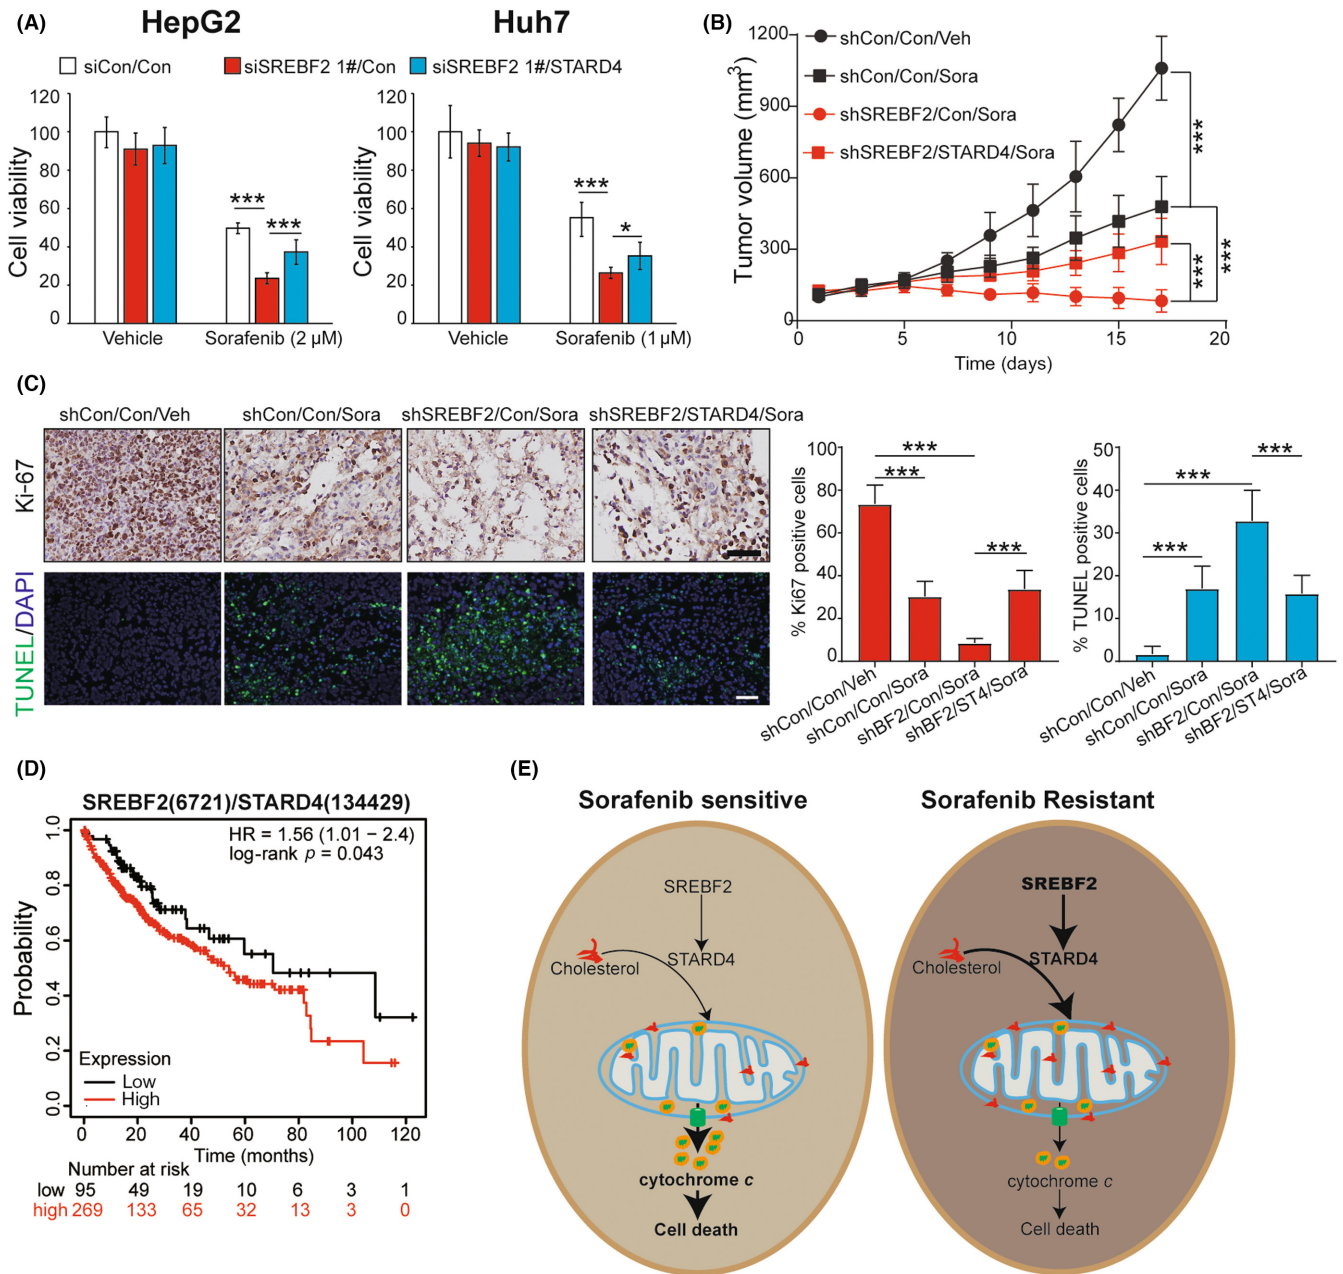 (A)
HepG2
Huh7
siCon/Con
siSREBF2 1#/Con
siSREBF2 1#/STARD4
Cell viability
120
100
80
60
40
20
0
***
***
Vehicle
Sorafenib (2 µM)
Cell viability
120
100
80
60
40
20
0
***
*
Vehicle
Sorafenib (1 µM)
(B)
Tumor volume (mm3)
1200
900
600
300
0
shCon/Con/Veh
shCon/Con/Sora
shSREBF2/Con/Sora
shSREBF2/STARD4/Sora
***
***
***
0
5
10
15
20
Time (days)
(C)
shCon/Con/Veh
shCon/Con/Sora
shSREBF2/Con/Sora
shSREBF2/STARD4/Sora
Ki-67
TUNEL/DAPI
% Ki67 positive cells
100
80
60
40
20
0
***
***
***
shCon/Con/Veh
shCon/Con/Sora
shBF2/Con/Sora
shBF2/ST4/Sora
% TUNEL positive cells
50
40
30
20
10
0
***
***
***
shCon/Con/Veh
shCon/Con/Sora
shBF2/Con/Sora
shBF2/ST4/Sora
(D)
SREBF2(6721)/STARD4(134429)
HR = 1.56 (1.01 − 2.4)
log-rank p = 0.043
Probability
1.0
0.8
0.6
0.4
0.2
0.0
Expression
Low
High
0 20 40 60 80 100 120
Time (months)
Number at risk
low 95 49 19 10 6 3 1
high 269 133 65 32 13 3 0
(E)
Sorafenib sensitive
SREBF2
STARD4
Cholesterol
cytochrome c
Cell death
Sorafenib Resistant
SREBF2
STARD4
Cholesterol
cytochrome c
Cell death